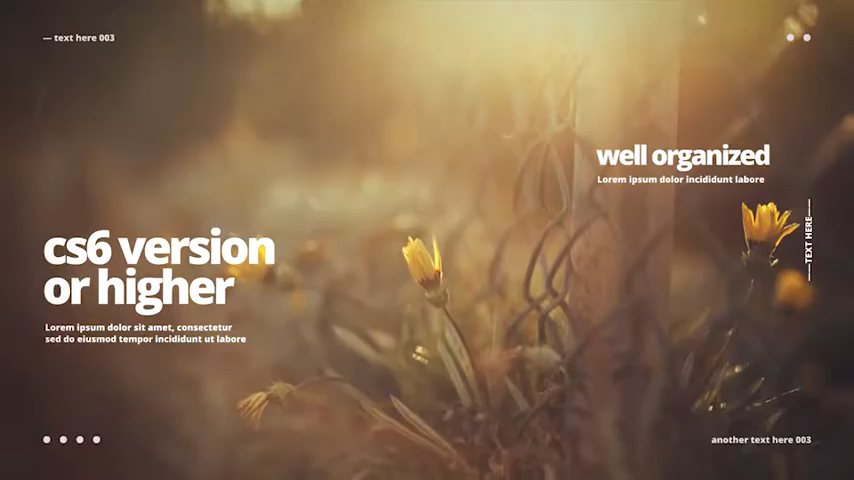 — text here 003
well organized
Lorem ipsum dolor incididunt labore
——TEXT HERE——
cs6 version
or higher
Lorem ipsum dolor sit amet, consectetur
sed do eiusmod tempor incididunt ut labore
another text here 003